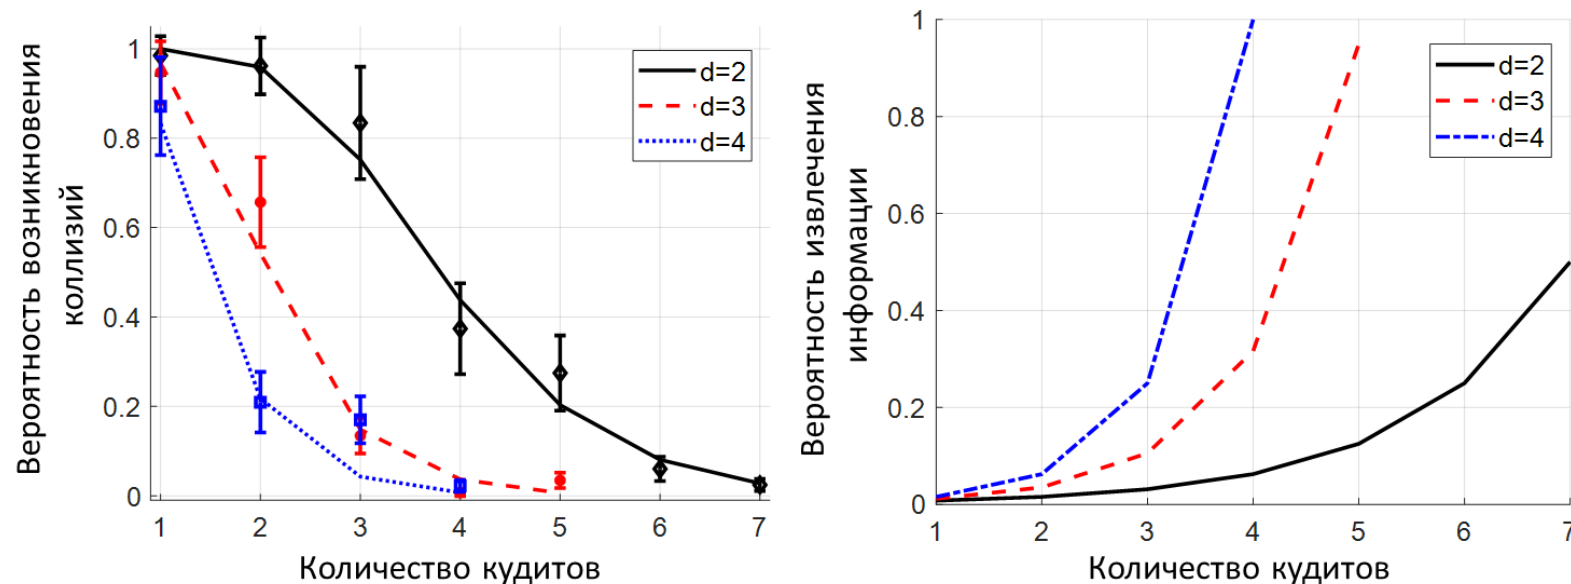 Вероятность возникновения
коллизий
1
0.8
0.6
0.4
0.2
0
1 2 3 4 5 6 7
Количество кудитов
d=2
d=3
d=4
Вероятность извлечения
информации
1
0.8
0.6
0.4
0.2
0
1 2 3 4 5 6 7
Количество кудитов
d=2
d=3
d=4